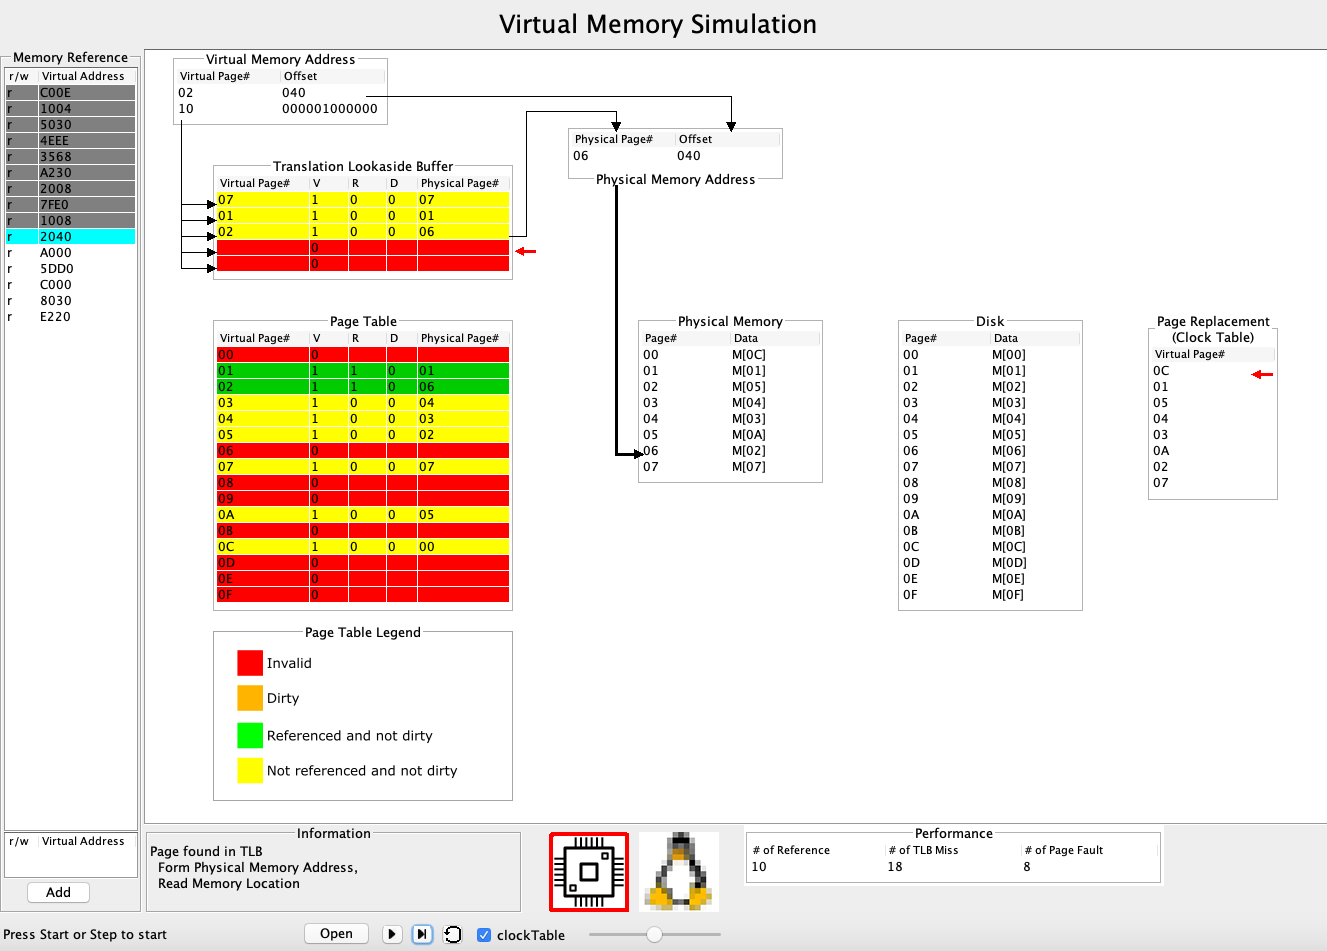 Virtual Memory Simulation
Memory Reference
r/w Virtual Address
r C00E
r 1004
r 5030
r 4EEE
r 3568
r A230
r 2008
r 7FE0
r 1008
r 2040
r A000
r 5DD0
r C000
r 8030
r E220
r/w Virtual Address
Add
Virtual Memory Address
Virtual Page# Offset
02 040
10 000001000000
Physical Page# Offset
06 040
Physical Memory Address
Translation Lookaside Buffer
Virtual Page# V R D Physical Page#
07 1 0 0 07
01 1 0 0 01
02 1 0 0 06
0
0
Page Table
Virtual Page# V R D Physical Page#
00 0
01 1 1 0 01
02 1 1 0 06
03 1 0 0 04
04 1 0 0 03
05 1 0 0 02
06 0
07 1 0 0 07
08 0
09 0
0A 1 0 0 05
0B 0
0C 1 0 0 00
0D 0
0E 0
0F 0
Physical Memory
Page# Data
00 M[0C]
01 M[01]
02 M[05]
03 M[04]
04 M[03]
05 M[0A]
06 M[02]
07 M[07]
Disk
Page# Data
00 M[00]
01 M[01]
02 M[02]
03 M[03]
04 M[04]
05 M[05]
06 M[06]
07 M[07]
08 M[08]
09 M[09]
0A M[0A]
0B M[0B]
0C M[0C]
0D M[0D]
0E M[0E]
0F M[0F]
Page Replacement
(Clock Table)
Virtual Page#
0C
01
05
04
03
0A
02
07
Page Table Legend
Invalid
Dirty
Referenced and not dirty
Not referenced and not dirty
Information
Page found in TLB
Form Physical Memory Address,
Read Memory Location
Performance
# of Reference # of TLB Miss # of Page Fault
10 18 8
Press Start or Step to start
Open
clockTable